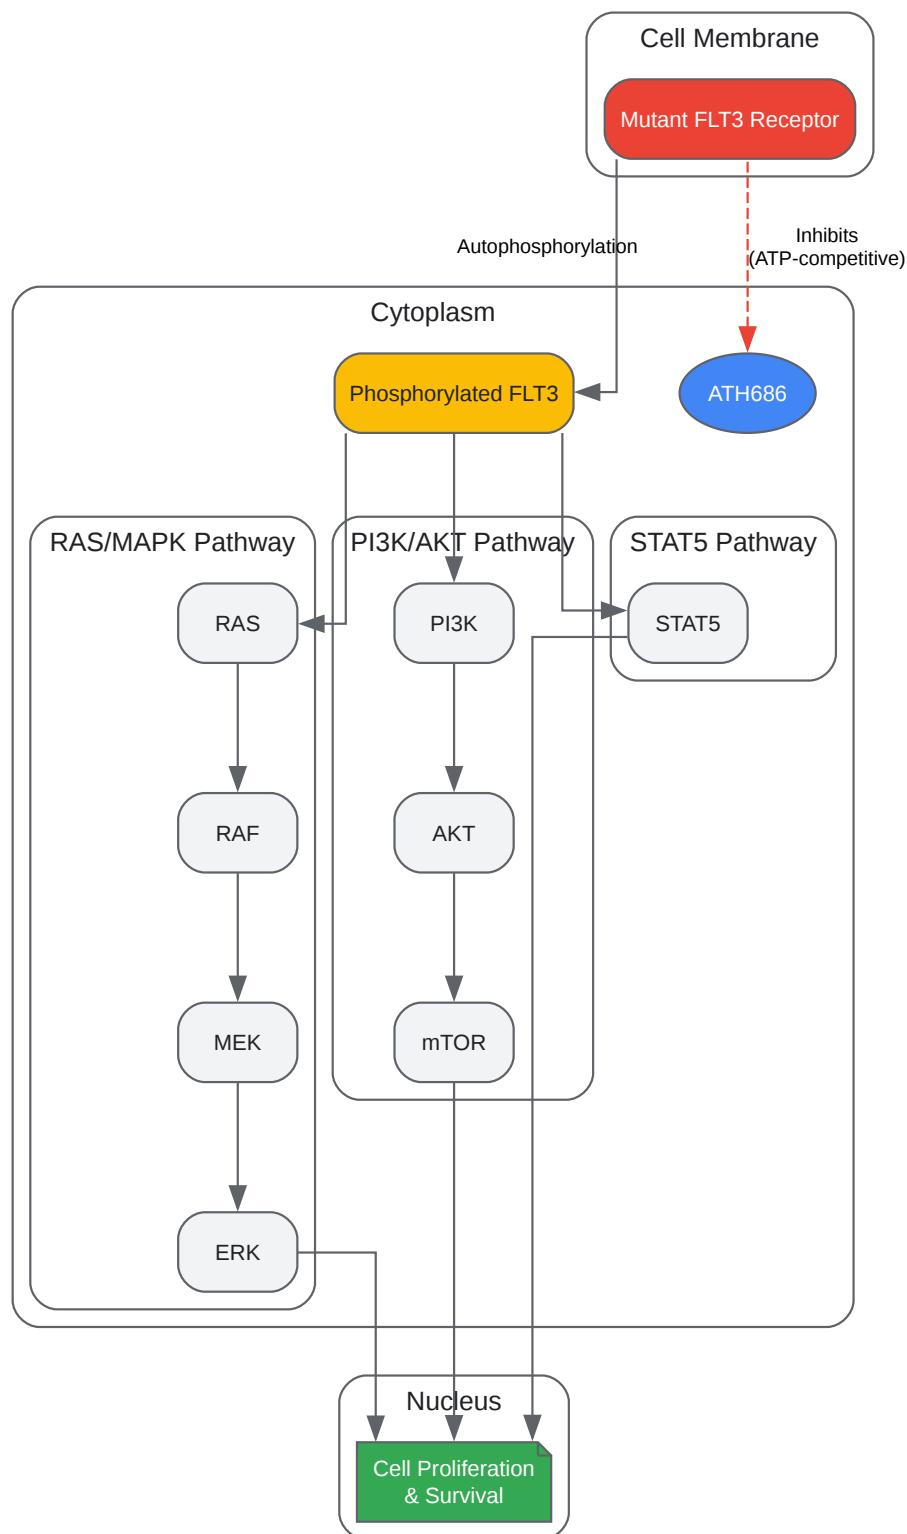 Cell Membrane
Mutant FLT3 Receptor
Autophosphorylation
Inhibits
(ATP-competitive)
Cytoplasm
Phosphorylated FLT3
ATH686
RAS/MAPK Pathway
PI3K/AKT Pathway
STAT5 Pathway
RAS
PI3K
STAT5
RAF
AKT
MEK
mTOR
ERK
Nucleus
Cell Proliferation
& Survival